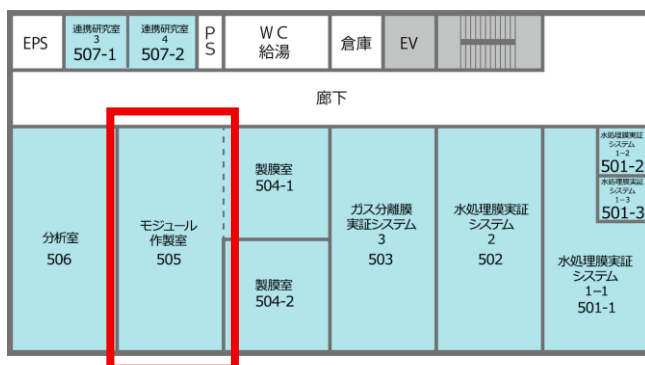 EPS
連携研究室
3
507-1
連携研究室
4
507-2
P
S
WC
給湯
倉庫
EV
廊下
分析室
506
モジュール
作製室
505
製膜室
504-1
製膜室
504-2
ガス分離膜
実証システム
3
503
水処理膜実証
システム
2
502
水処理膜実証
システム
1-2
501-2
水処理膜実証
システム
1-3
501-3
水処理膜実証
システム
1−1
501-1